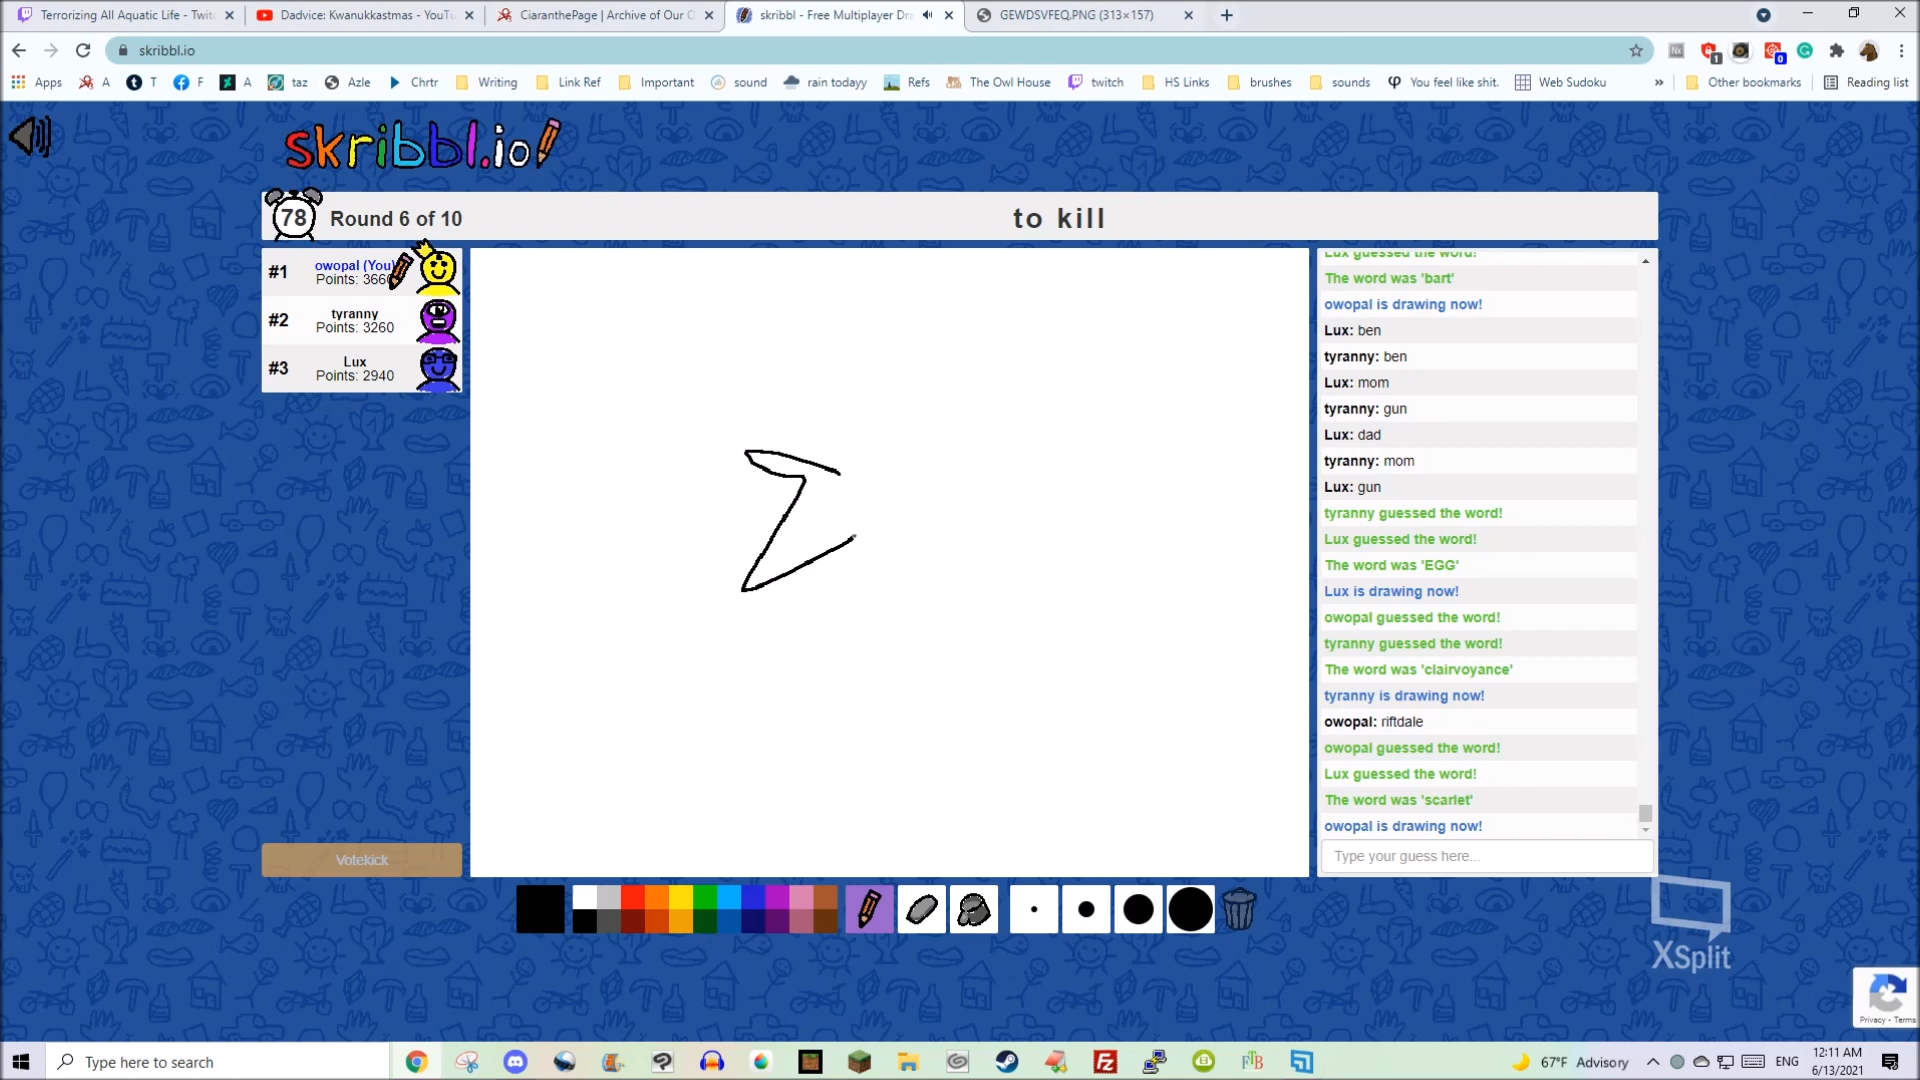 Terrorizing All Aquatic Life - Twit
Dadvice: Kwanukkastmas - YouTu
CiaranthePage | Archive of Our O
skribbl - Free Multiplayer Dra
GEWDSVFEQ.PNG (313×157)
skribbl.io
Apps A T F A taz Azle Chrtr Writing Link Ref Important sound rain todayy Refs The Owl House twitch HS Links brushes sounds You feel like shit. Web Sudoku » Other bookmarks Reading list
skribbl.io
78 Round 6 of 10
to kill
#1 owopal (You)
Points: 3660
#2 tyranny
Points: 3260
#3 Lux
Points: 2940
Votekick
Lux guessed the word!
The word was 'bart'
owopal is drawing now!
Lux: ben
tyranny: ben
Lux: mom
tyranny: gun
Lux: dad
tyranny: mom
Lux: gun
tyranny guessed the word!
Lux guessed the word!
The word was 'EGG'
Lux is drawing now!
owopal guessed the word!
tyranny guessed the word!
The word was 'clairvoyance'
tyranny is drawing now!
owopal: riftdale
owopal guessed the word!
Lux guessed the word!
The word was 'scarlet'
owopal is drawing now!
Type your guess here...
XSplit
Privacy - Terms
Type here to search
67°F Advisory
ENG
12:11 AM
6/13/2021